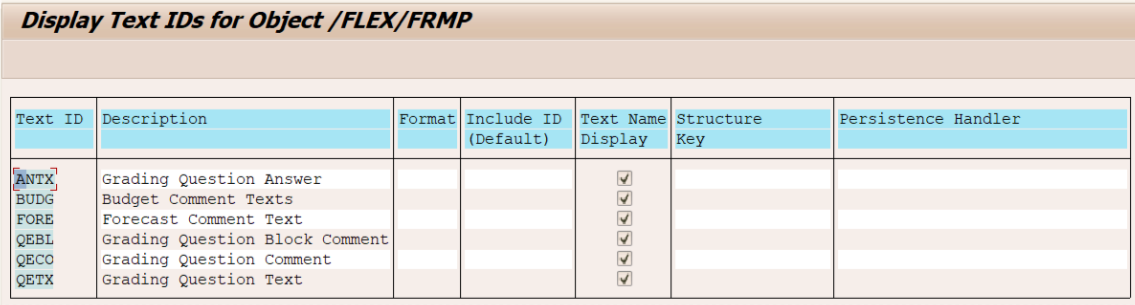 Display Text IDs for Object /FLEX/FRMP
Text ID Description Format Include ID Text Name Structure Persistence Handler
(Default) Display Key
ANTX Grading Question Answer
BUDG Budget Comment Texts
FORE Forecast Comment Text
QEBL Grading Question Block Comment
QECO Grading Question Comment
QETX Grading Question Text